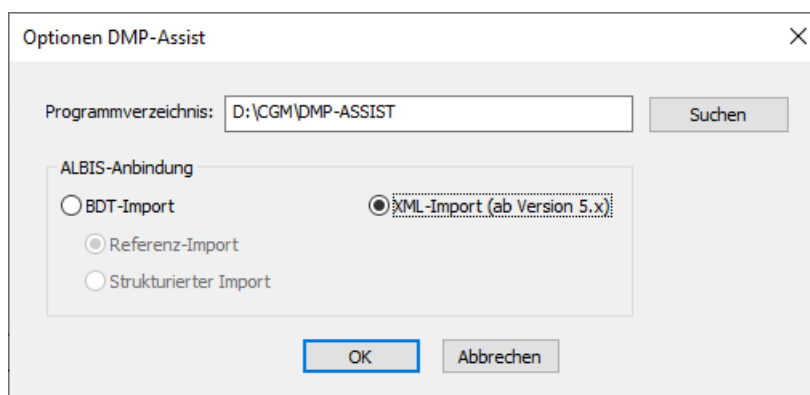 Optionen DMP-Assist
Programmverzeichnis: D:\CGM\DMP-ASSIST Suchen
ALBIS-Anbindung
BDT-Import XML-Import (ab Version 5.x)
Referenz-Import
Strukturierter Import
OK Abbrechen